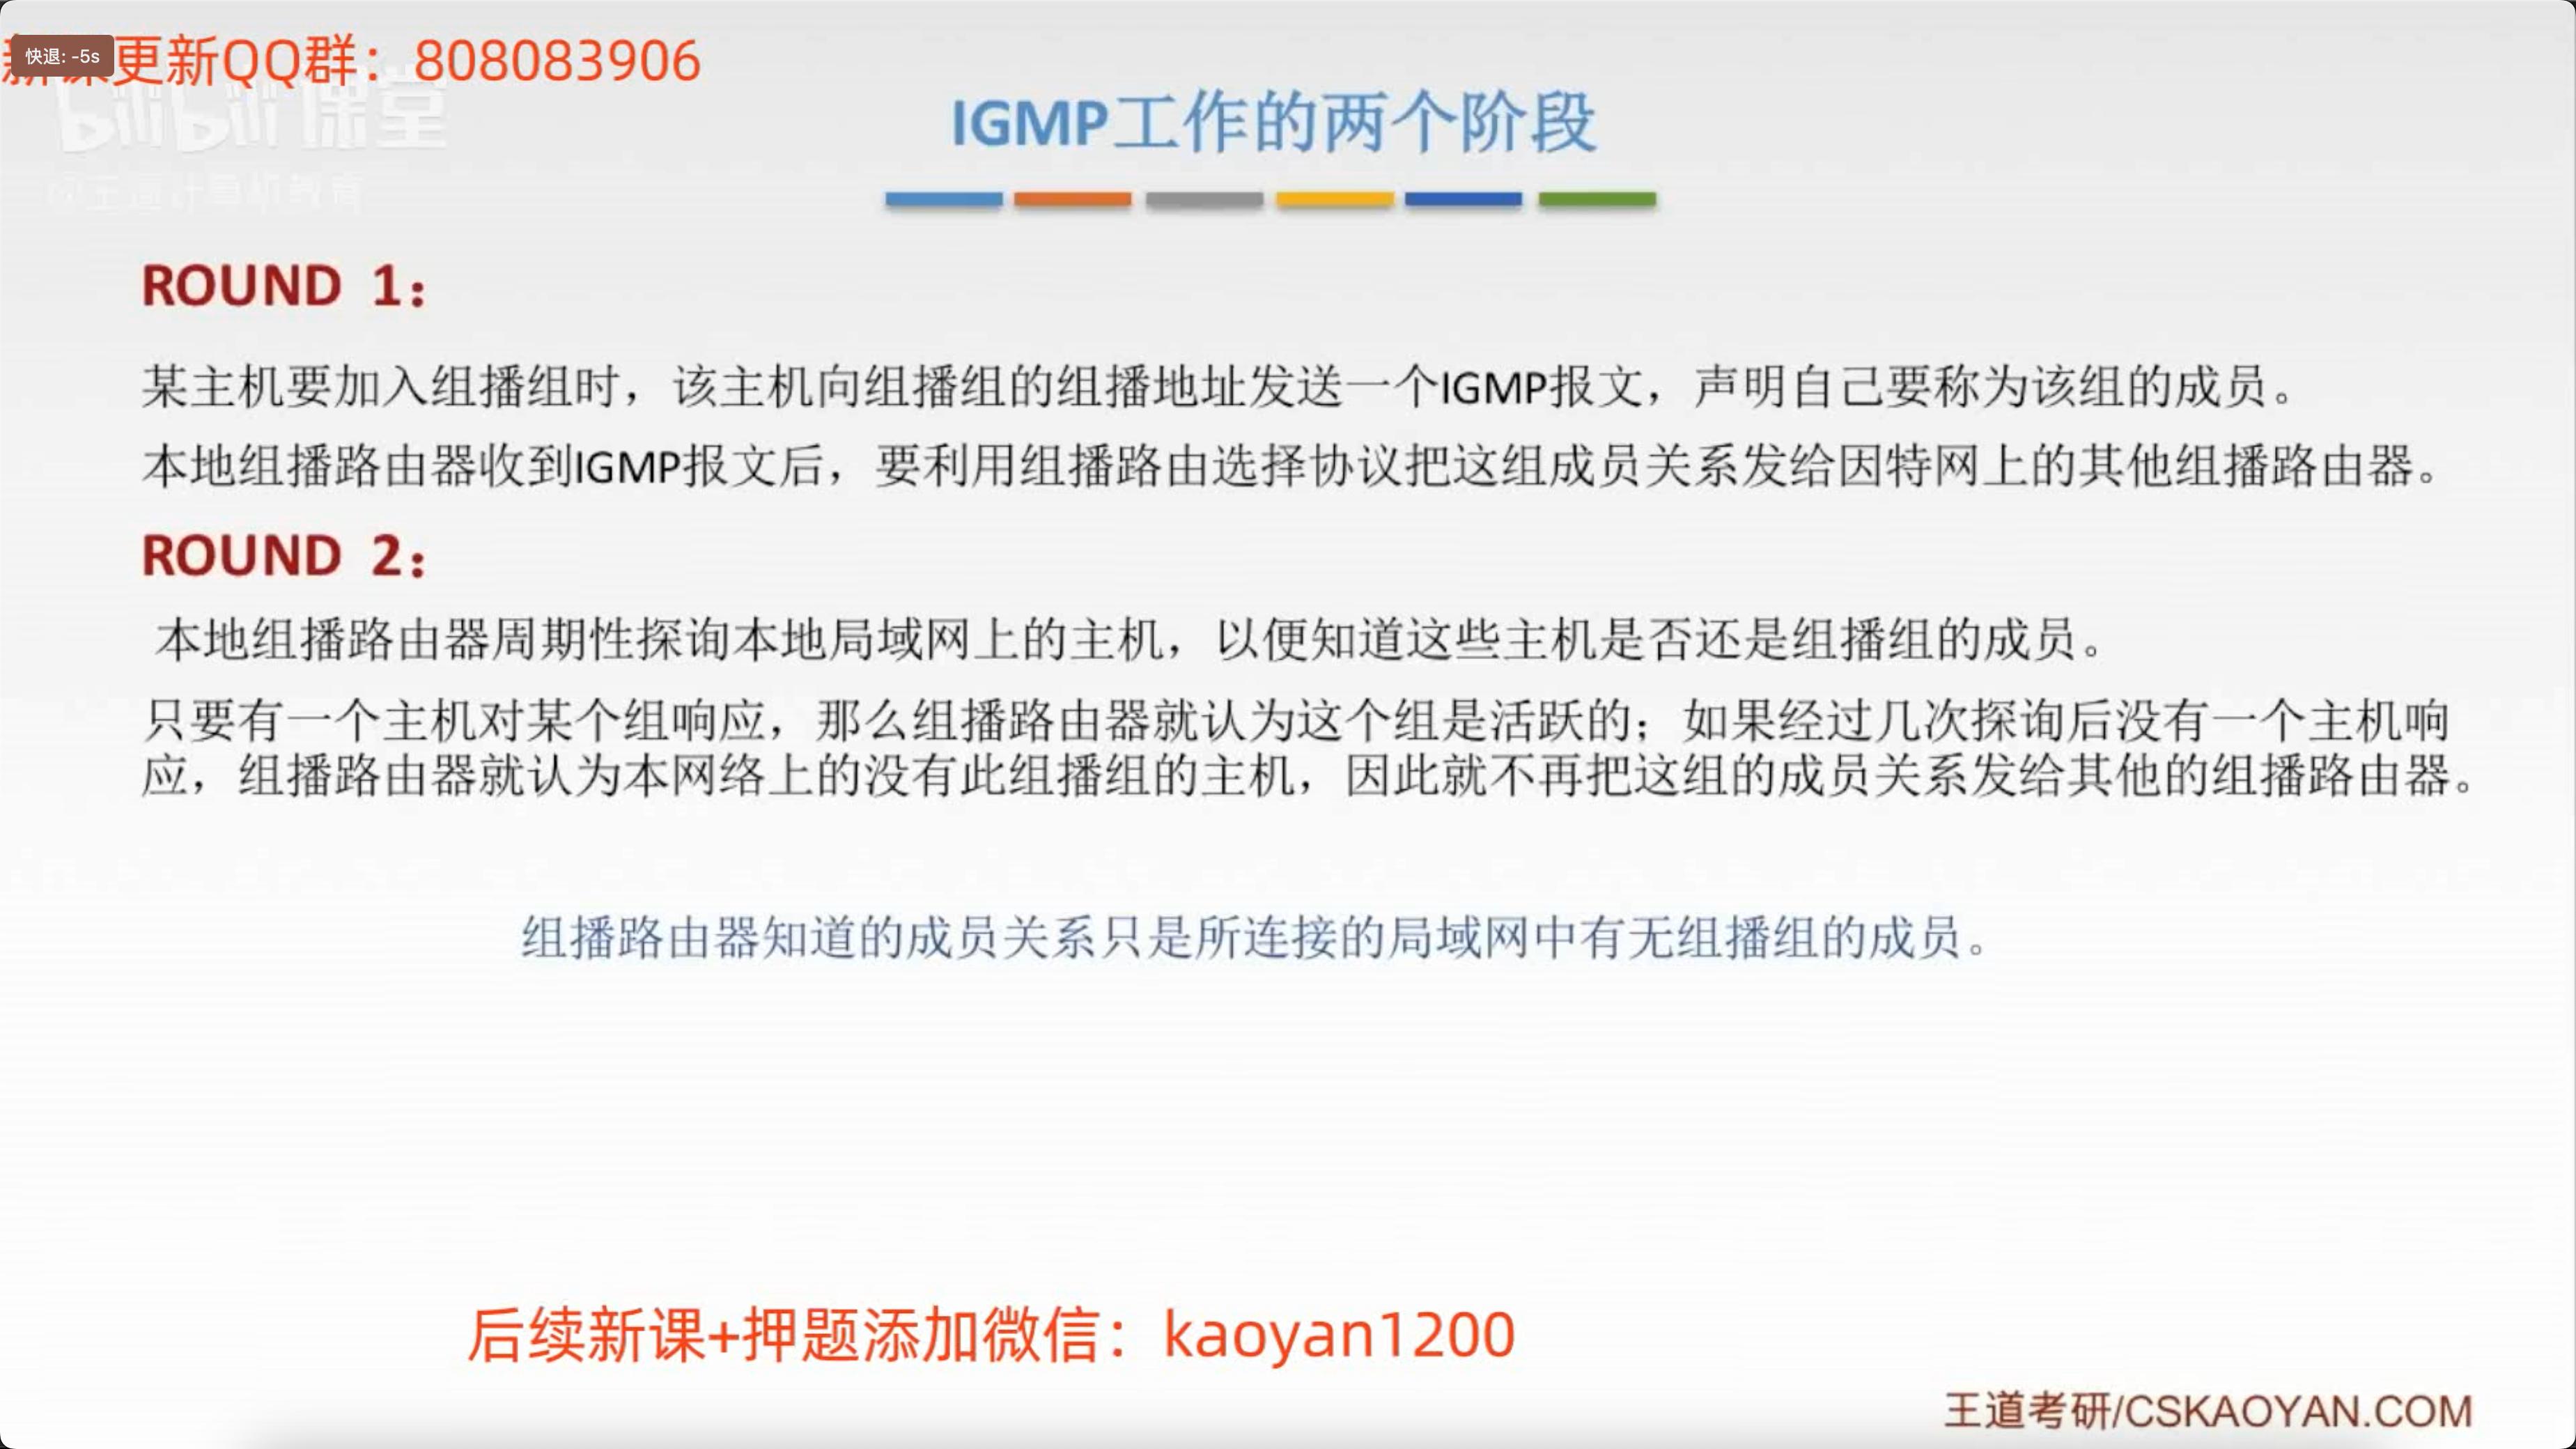 更新QQ群：808083906
快退: -5s
bilibili课堂
IGMP工作的两个阶段
ROUND 1：
某主机要加入组播组时，该主机向组播组的组播地址发送一个IGMP报文，声明自己要称为该组的成员。
本地组播路由器收到IGMP报文后，要利用组播路由选择协议把这组成员关系发给因特网上的其他组播路由器。
ROUND 2：
本地组播路由器周期性探询本地局域网上的主机，以便知道这些主机是否还是组播组的成员。
只要有一个主机对某个组响应，那么组播路由器就认为这个组是活跃的；如果经过几次探询后没有一个主机响
应，组播路由器就认为本网络上的没有此组播组的主机，因此就不再把这组的成员关系发给其他的组播路由器。
组播路由器知道的成员关系只是所连接的局域网中有无组播组的成员。
后续新课+押题添加微信：kaoyan1200
王道考研/CSKAOYAN.COM